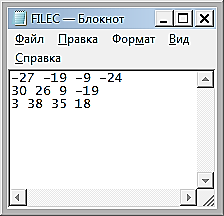 FILEC — Блокнот
Файл Правка Формат Вид
Справка
-27 -19 -9 -24
30 26 9 -19
3 38 35 18